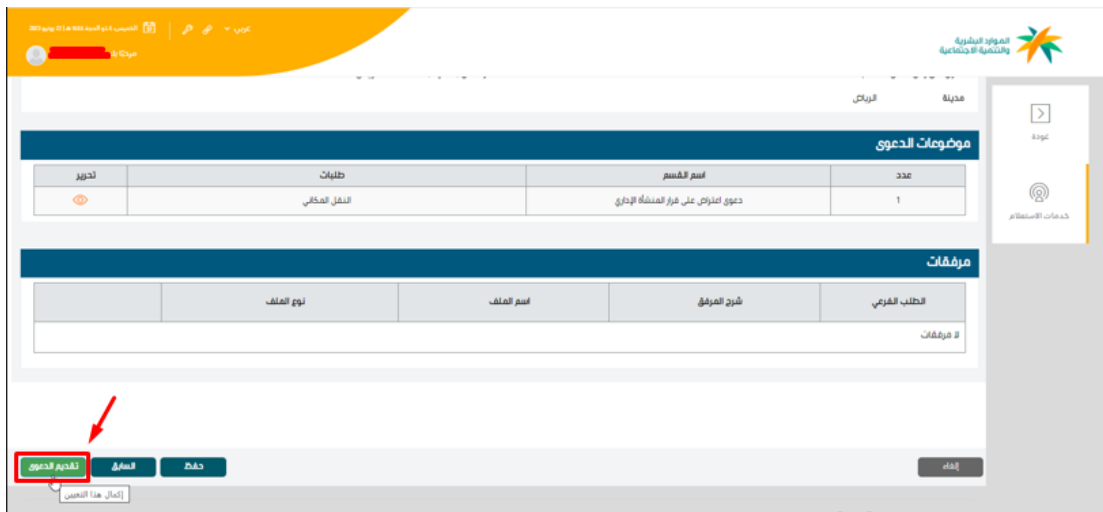 عربي
الموارد البشرية
والتنمية الاجتماعية
مدينة الرياض
عودة
خدمات الاستعلام
موضوعات الدعوى
عدد اسم القسم طلبات تحرير
1 دعوى اعتراض على قرار المنشأة الإداري النقل المكاني
مرفقات
الطلب الفرعي شرح المرفق اسم الملف نوع الملف
لا مرفقات
إلغاء حفظ السابق تقديم الدعوى
إكمال هذا التعيين